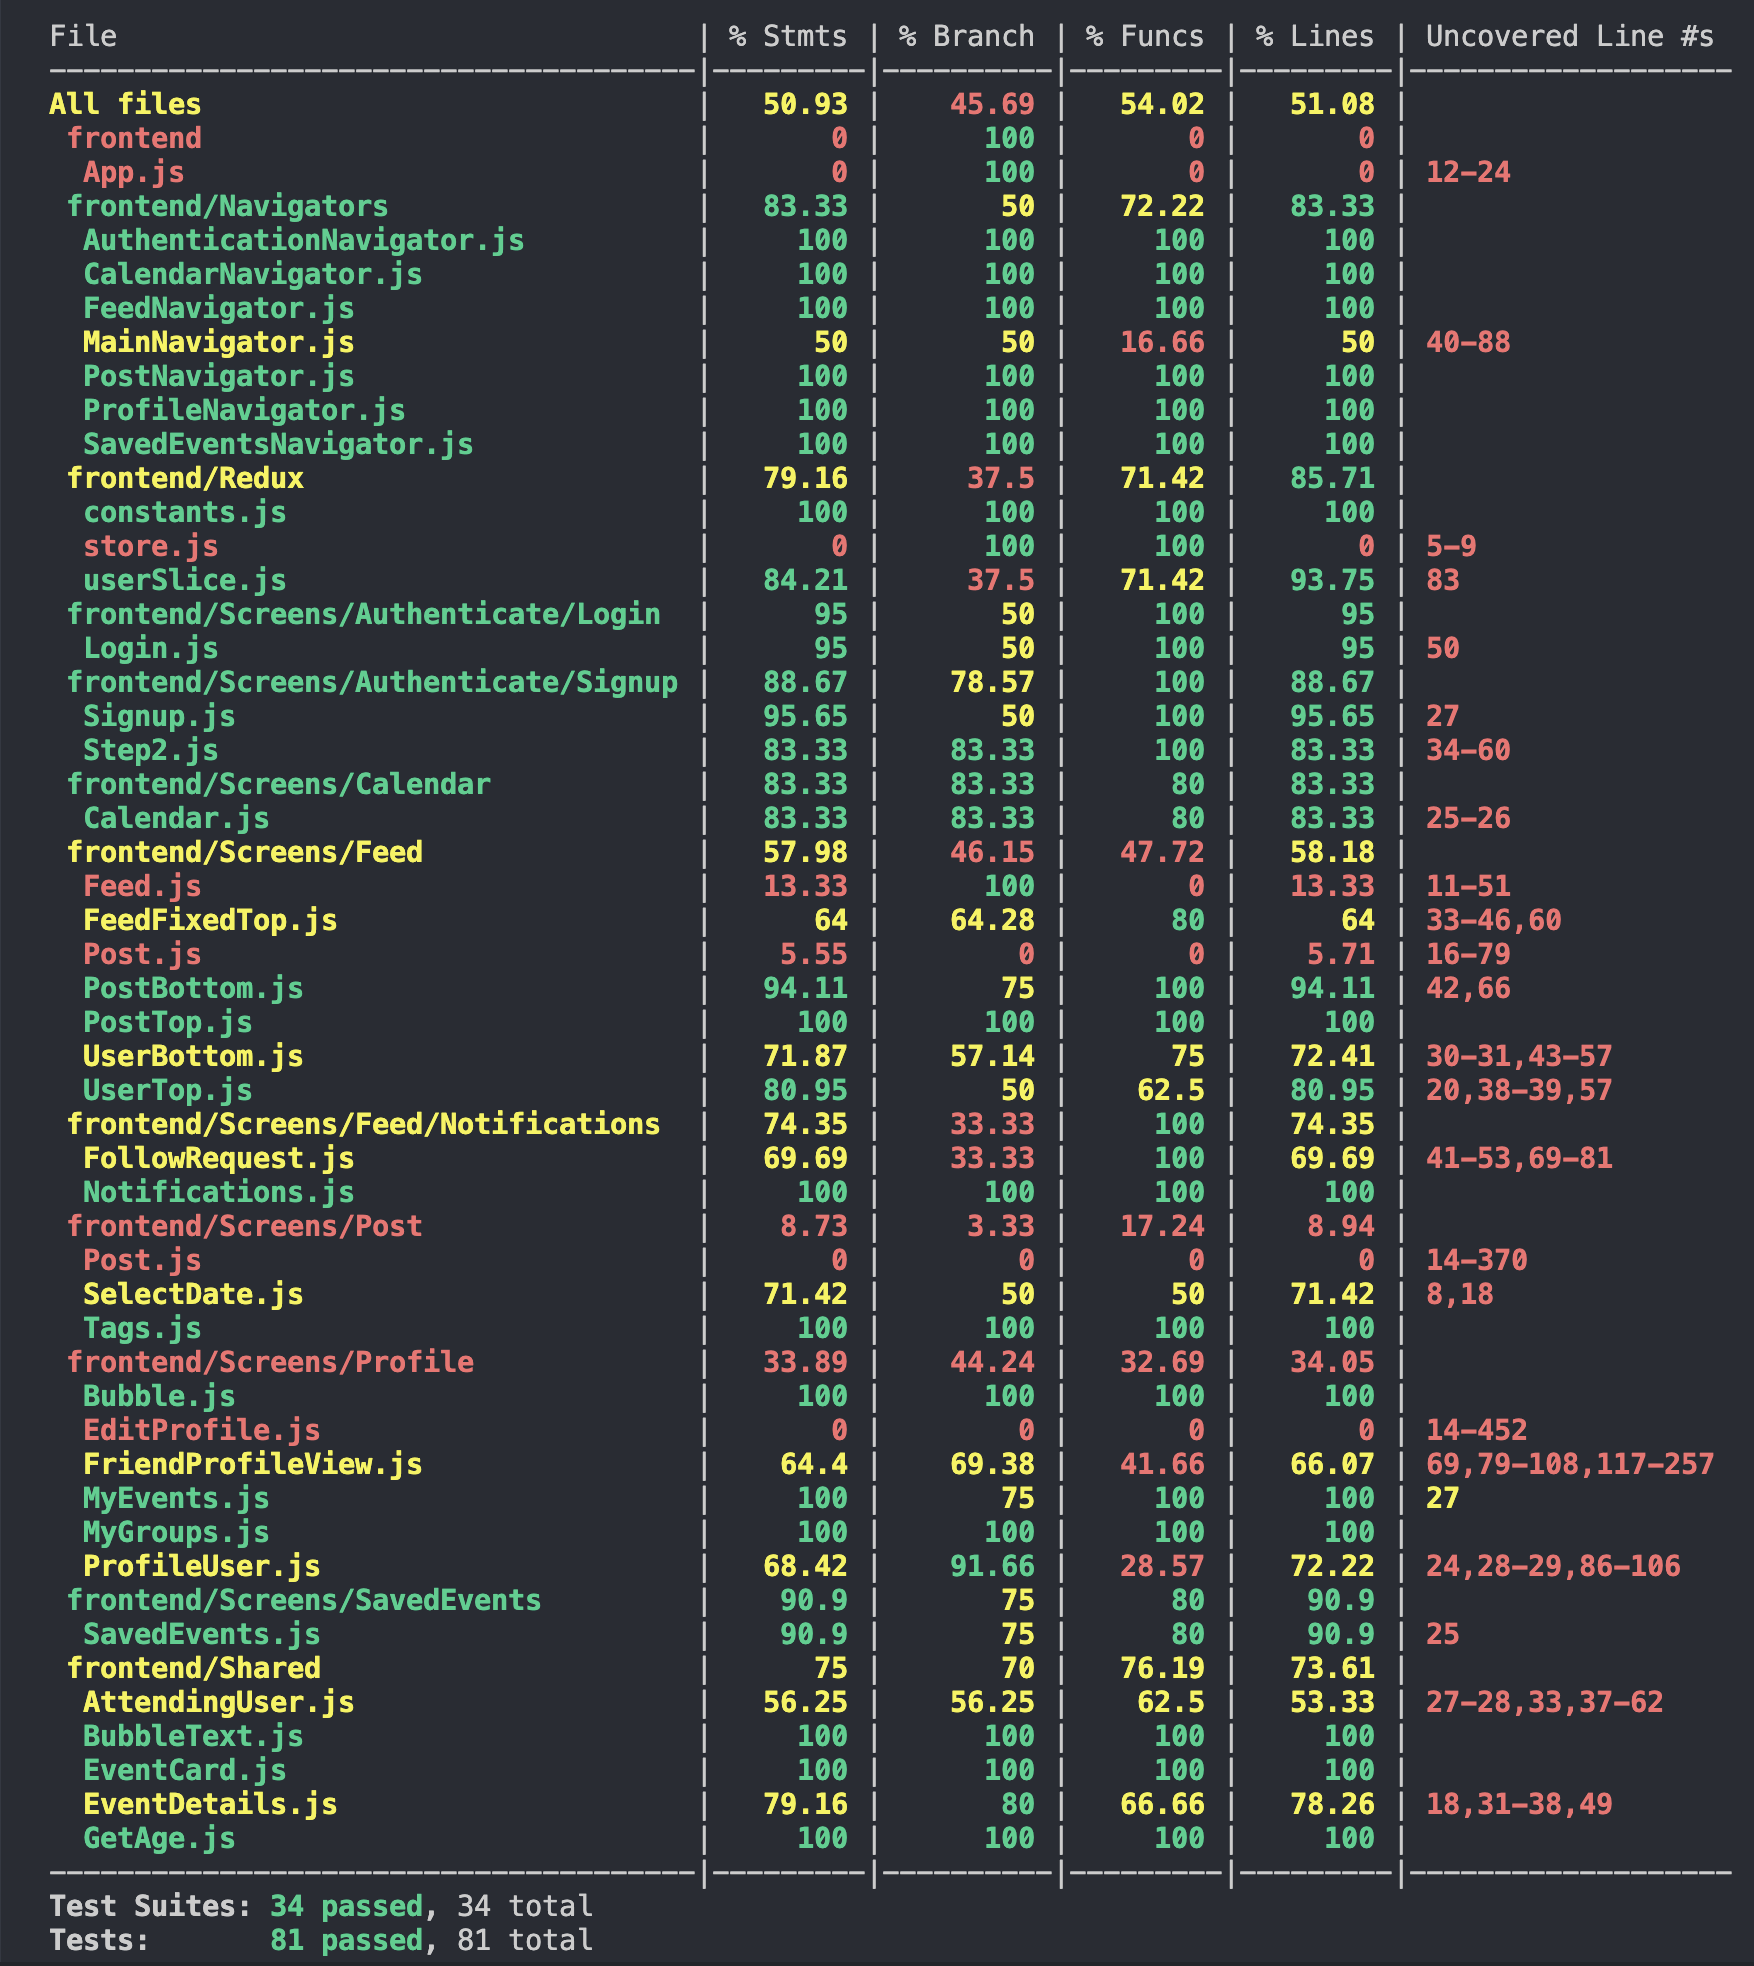 File | % Stmts | % Branch | % Funcs | % Lines | Uncovered Line #s
All files | 50.93 | 45.69 | 54.02 | 51.08 |
frontend | 0 | 100 | 0 | 0 |
App.js | 0 | 100 | 0 | 0 | 12-24
frontend/Navigators | 83.33 | 50 | 72.22 | 83.33 |
AuthenticationNavigator.js | 100 | 100 | 100 | 100 |
CalendarNavigator.js | 100 | 100 | 100 | 100 |
FeedNavigator.js | 100 | 100 | 100 | 100 |
MainNavigator.js | 50 | 50 | 16.66 | 50 | 40-88
PostNavigator.js | 100 | 100 | 100 | 100 |
ProfileNavigator.js | 100 | 100 | 100 | 100 |
SavedEventsNavigator.js | 100 | 100 | 100 | 100 |
frontend/Redux | 79.16 | 37.5 | 71.42 | 85.71 |
constants.js | 100 | 100 | 100 | 100 |
store.js | 0 | 100 | 100 | 0 | 5-9
userSlice.js | 84.21 | 37.5 | 71.42 | 93.75 | 83
frontend/Screens/Authenticate/Login | 95 | 50 | 100 | 95 |
Login.js | 95 | 50 | 100 | 95 | 50
frontend/Screens/Authenticate/Signup | 88.67 | 78.57 | 100 | 88.67 |
Signup.js | 95.65 | 50 | 100 | 95.65 | 27
Step2.js | 83.33 | 83.33 | 100 | 83.33 | 34-60
frontend/Screens/Calendar | 83.33 | 83.33 | 80 | 83.33 |
Calendar.js | 83.33 | 83.33 | 80 | 83.33 | 25-26
frontend/Screens/Feed | 57.98 | 46.15 | 47.72 | 58.18 |
Feed.js | 13.33 | 100 | 0 | 13.33 | 11-51
FeedFixedTop.js | 64 | 64.28 | 80 | 64 | 33-46,60
Post.js | 5.55 | 0 | 0 | 5.71 | 16-79
PostBottom.js | 94.11 | 75 | 100 | 94.11 | 42,66
PostTop.js | 100 | 100 | 100 | 100 |
UserBottom.js | 71.87 | 57.14 | 75 | 72.41 | 30-31,43-57
UserTop.js | 80.95 | 50 | 62.5 | 80.95 | 20,38-39,57
frontend/Screens/Feed/Notifications | 74.35 | 33.33 | 100 | 74.35 |
FollowRequest.js | 69.69 | 33.33 | 100 | 69.69 | 41-53,69-81
Notifications.js | 100 | 100 | 100 | 100 |
frontend/Screens/Post | 8.73 | 3.33 | 17.24 | 8.94 |
Post.js | 0 | 0 | 0 | 0 | 14-370
SelectDate.js | 71.42 | 50 | 50 | 71.42 | 8,18
Tags.js | 100 | 100 | 100 | 100 |
frontend/Screens/Profile | 33.89 | 44.24 | 32.69 | 34.05 |
Bubble.js | 100 | 100 | 100 | 100 |
EditProfile.js | 0 | 0 | 0 | 0 | 14-452
FriendProfileView.js | 64.4 | 69.38 | 41.66 | 66.07 | 69,79-108,117-257
MyEvents.js | 100 | 75 | 100 | 100 | 27
MyGroups.js | 100 | 100 | 100 | 100 |
ProfileUser.js | 68.42 | 91.66 | 28.57 | 72.22 | 24,28-29,86-106
frontend/Screens/SavedEvents | 90.9 | 75 | 80 | 90.9 |
SavedEvents.js | 90.9 | 75 | 80 | 90.9 | 25
frontend/Shared | 75 | 70 | 76.19 | 73.61 |
AttendingUser.js | 56.25 | 56.25 | 62.5 | 53.33 | 27-28,33,37-62
BubbleText.js | 100 | 100 | 100 | 100 |
EventCard.js | 100 | 100 | 100 | 100 |
EventDetails.js | 79.16 | 80 | 66.66 | 78.26 | 18,31-38,49
GetAge.js | 100 | 100 | 100 | 100 |
Test Suites: 34 passed, 34 total
Tests: 81 passed, 81 total